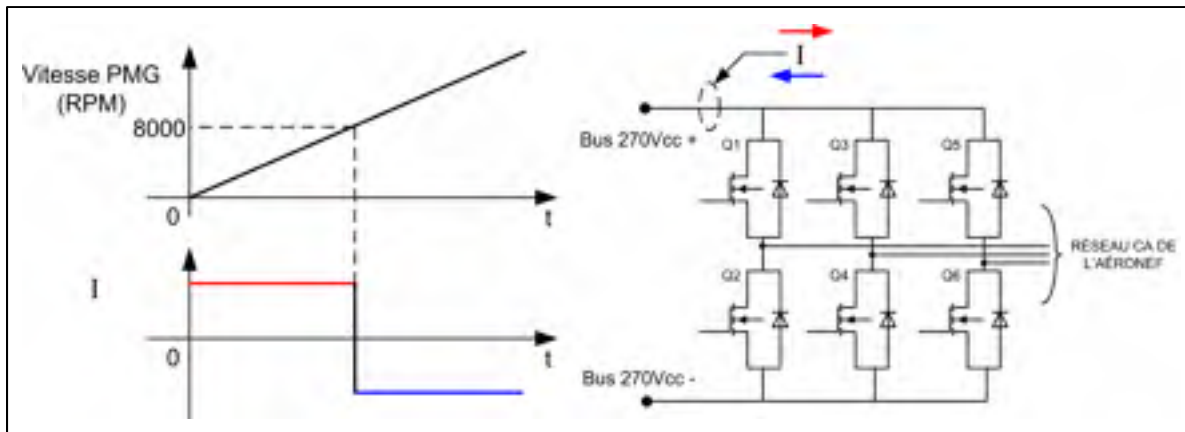 Vitesse PMG
(RPM)
8000
0
t
I
0
t
I
Bus 270Vcc +
Q1
Q3
Q5
RÉSEAU CA DE
L'AÉRONEF
Q2
Q4
Q6
Bus 270Vcc -